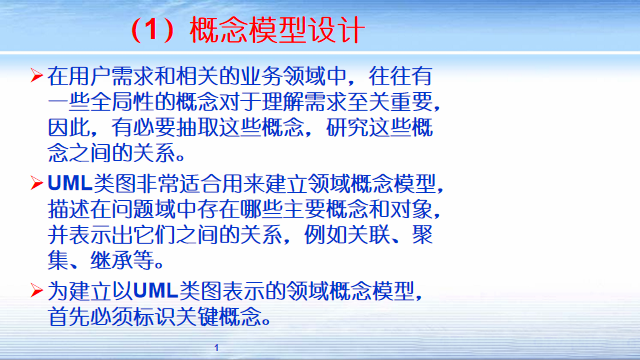 （1）概念模型设计
在用户需求和相关的业务领域中，往往有
一些全局性的概念对于理解需求至关重要，
因此，有必要抽取这些概念，研究这些概
念之间的关系。
UML类图非常适合用来建立领域概念模型，
描述在问题域中存在哪些主要概念和对象，
并表示出它们之间的关系，例如关联、聚
集、继承等。
为建立以UML类图表示的领域概念模型，
首先必须标识关键概念。
1